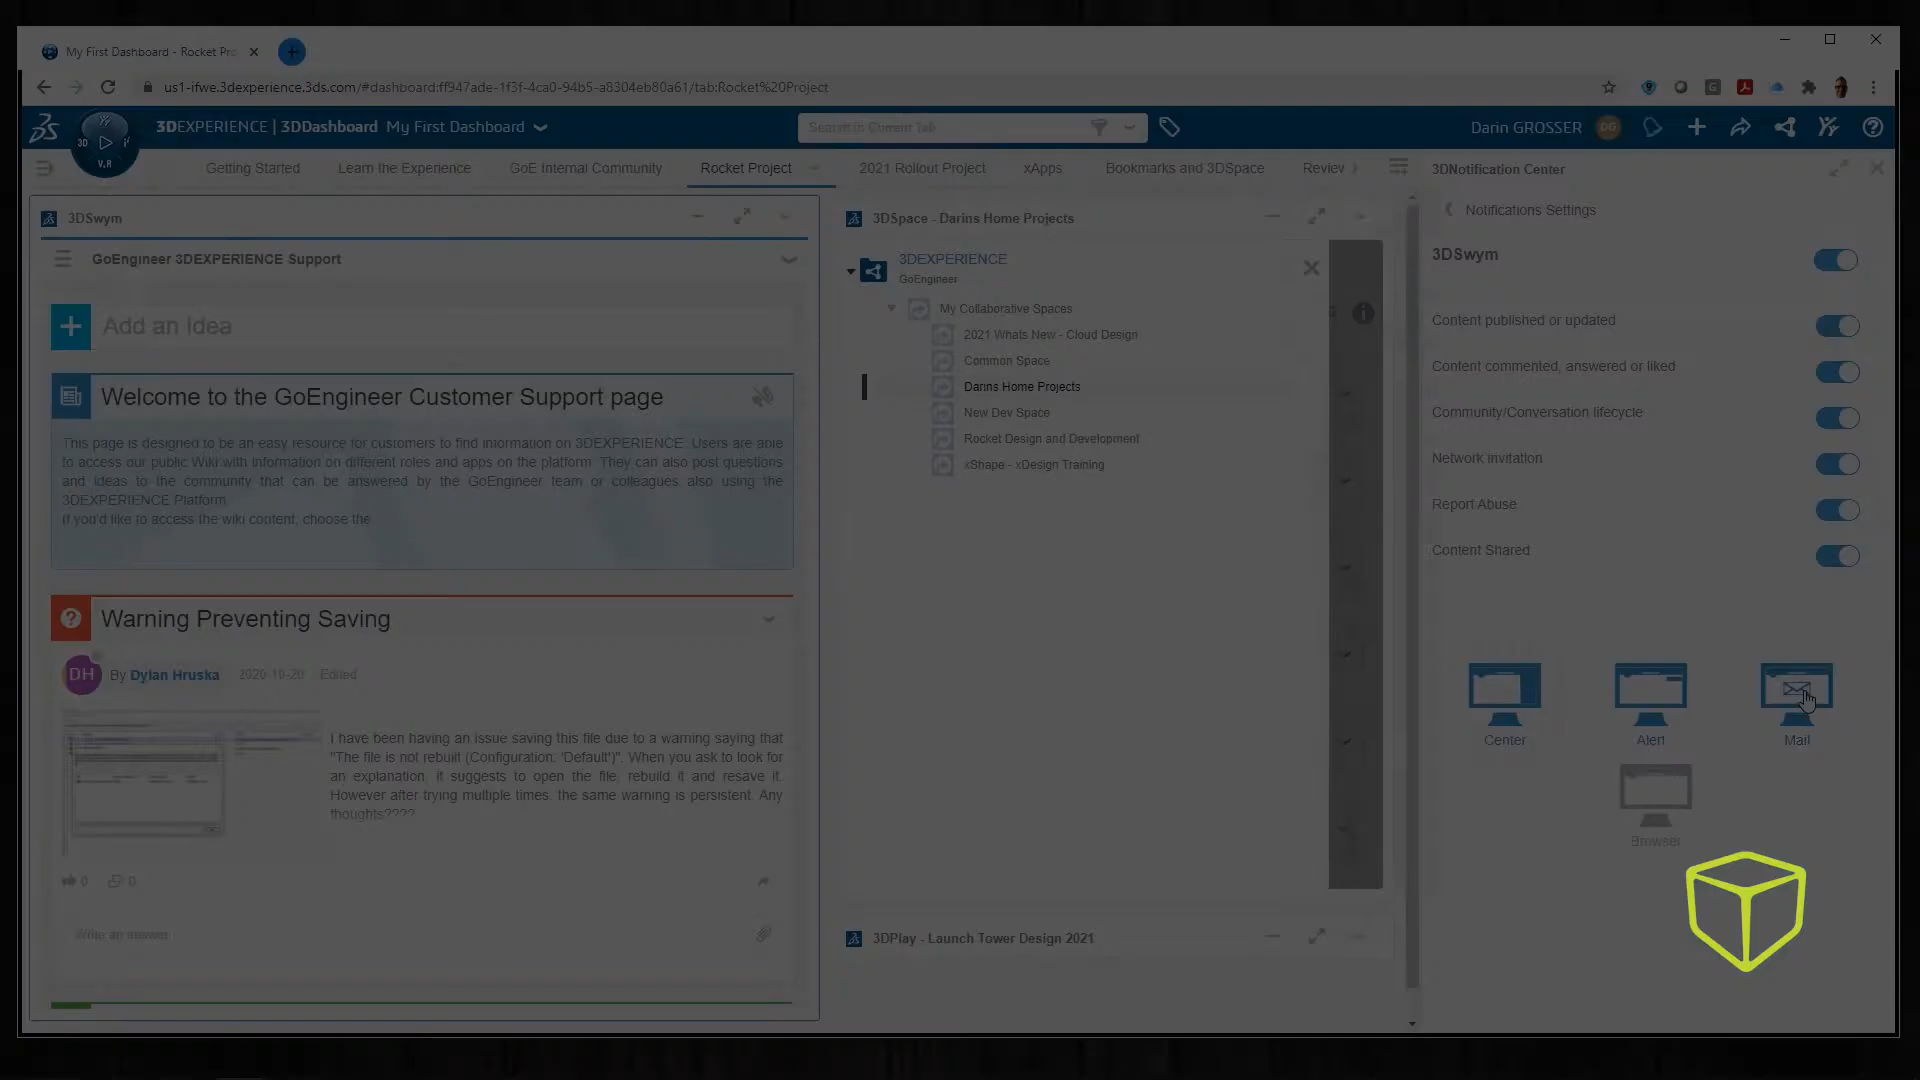 My First Dashboard - Rocket Pro
us1-ifwe.3dexperience.3ds.com/#dashboard:ff947ade-1f3f-4ca0-94b5-a8304eb80a61/tab:Rocket%20Project
3DEXPERIENCE | 3DDashboard My First Dashboard
Search in Current Tab
Darin GROSSER DG
3D V.R
Getting Started Learn the Experience GoE Internal Community Rocket Project 2021 Rollout Project xApps Bookmarks and 3DSpace Review
3DSwym
GoEngineer 3DEXPERIENCE Support
Add an Idea
Welcome to the GoEngineer Customer Support page
This page is designed to be an easy resource for customers to find information on 3DEXPERIENCE. Users are able
to access our public Wiki with information on different roles and apps on the platform. They can also post questions
and ideas to the community that can be answered by the GoEngineer team or colleagues also using the
3DEXPERIENCE Platform.
If you'd like to access the wiki content, choose the
Warning Preventing Saving
DH By Dylan Hruska 2020-10-20 Edited
I have been having an issue saving this file due to a warning saying that
"The file is not rebuilt (Configuration: 'Default')". When you ask to look for
an explanation, it suggests to open the file, rebuild it and resave it.
However after trying multiple times, the same warning is persistent. Any
thoughts????
0 0
Write an answer
3DSpace - Darins Home Projects
3DEXPERIENCE
GoEngineer
My Collaborative Spaces
2021 Whats New - Cloud Design
Common Space
Darins Home Projects
New Dev Space
Rocket Design and Development
xShape - xDesign Training
3DPlay - Launch Tower Design 2021
3DNotification Center
Notifications Settings
3DSwym
Content published or updated
Content commented, answered or liked
Community/Conversation lifecycle
Network invitation
Report Abuse
Content Shared
Center Alert Mail
Browser